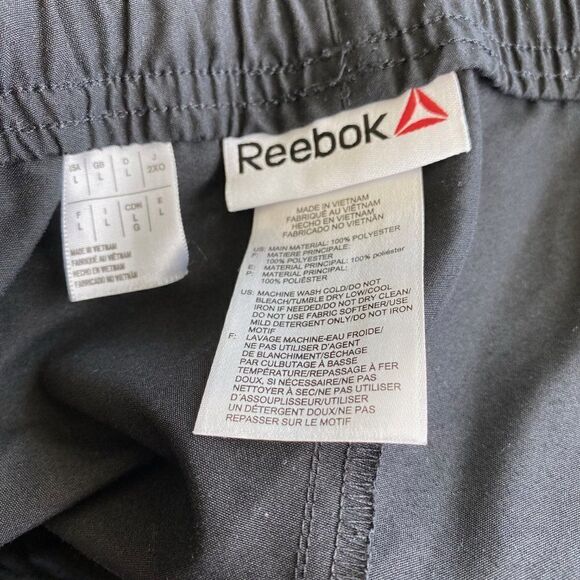 USA
L
GB
L
D
L
J
2XO
F
L
I
L
CDN
L
G
E
L
MADE IN VIETNAM
FABRIQUÉ AU VIÊTNAM
HECHO EN VIETNAM
FABRICADO NO VIETNÃ
Reebok
MADE IN VIETNAM
FABRIQUÉ AU VIÊTNAM
HECHO EN VIETNAM
FABRICADO NO VIETNÃ
US: MAIN MATERIAL: 100% POLYESTER
F: MATIERE PRINCIPALE:
100% POLYESTER
E: MATERIAL PRINCIPAL: 100% poliéster
P: MATERIAL PRINCIPAL:
100% POLIÉSTER
US: MACHINE WASH COLD/DO NOT
BLEACH/TUMBLE DRY LOW/COOL
IRON IF NEEDED/DO NOT DRY CLEAN/
DO NOT USE FABRIC SOFTENER/USE
MILD DETERGENT ONLY/DO NOT IRON
MOTIF
F: LAVAGE MACHINE-EAU FROIDE/
NE PAS UTILISER D'AGENT
DE BLANCHIMENT/SÉCHAGE
PAR CULBUTAGE À BASSE
TEMPÉRATURE/REPASSAGE À FER
DOUX, SI NÉCESSAIRE/NE PAS
NETTOYER À SEC/NE PAS UTILISER
D'ASSOUPLISSEUR/UTILISER
UN DÉTERGENT DOUX/NE PAS
REPASSER SUR LE MOTIF